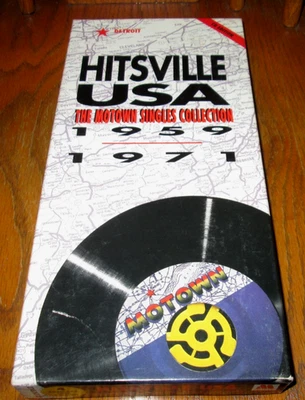 DETROIT
HITSVILLE
USA
THE MOTOWN SINGLES COLLECTION
1959
1971
MOTOWN